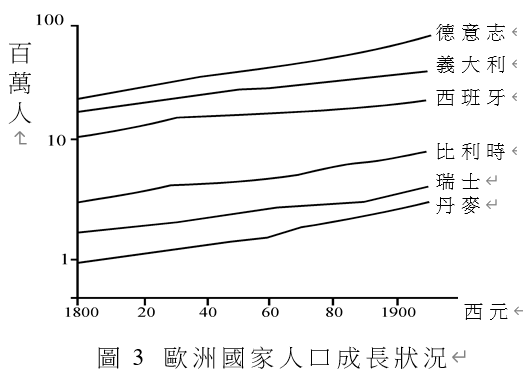 100
百萬人
10
1
德意志
義大利
西班牙
比利時
瑞士
丹麥
1800 20 40 60 80 1900 西元
圖 3 歐洲國家人口成長狀況